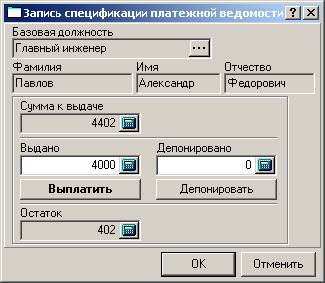 Запись спецификации платежной ведомости
Базовая должность
Главный инженер ...
Фамилия Имя Отчество
Павлов Александр Федорович
Сумма к выдаче
4402
Выдано Депонировано
4000 0
Выплатить Депонировать
Остаток
402
OK Отменить